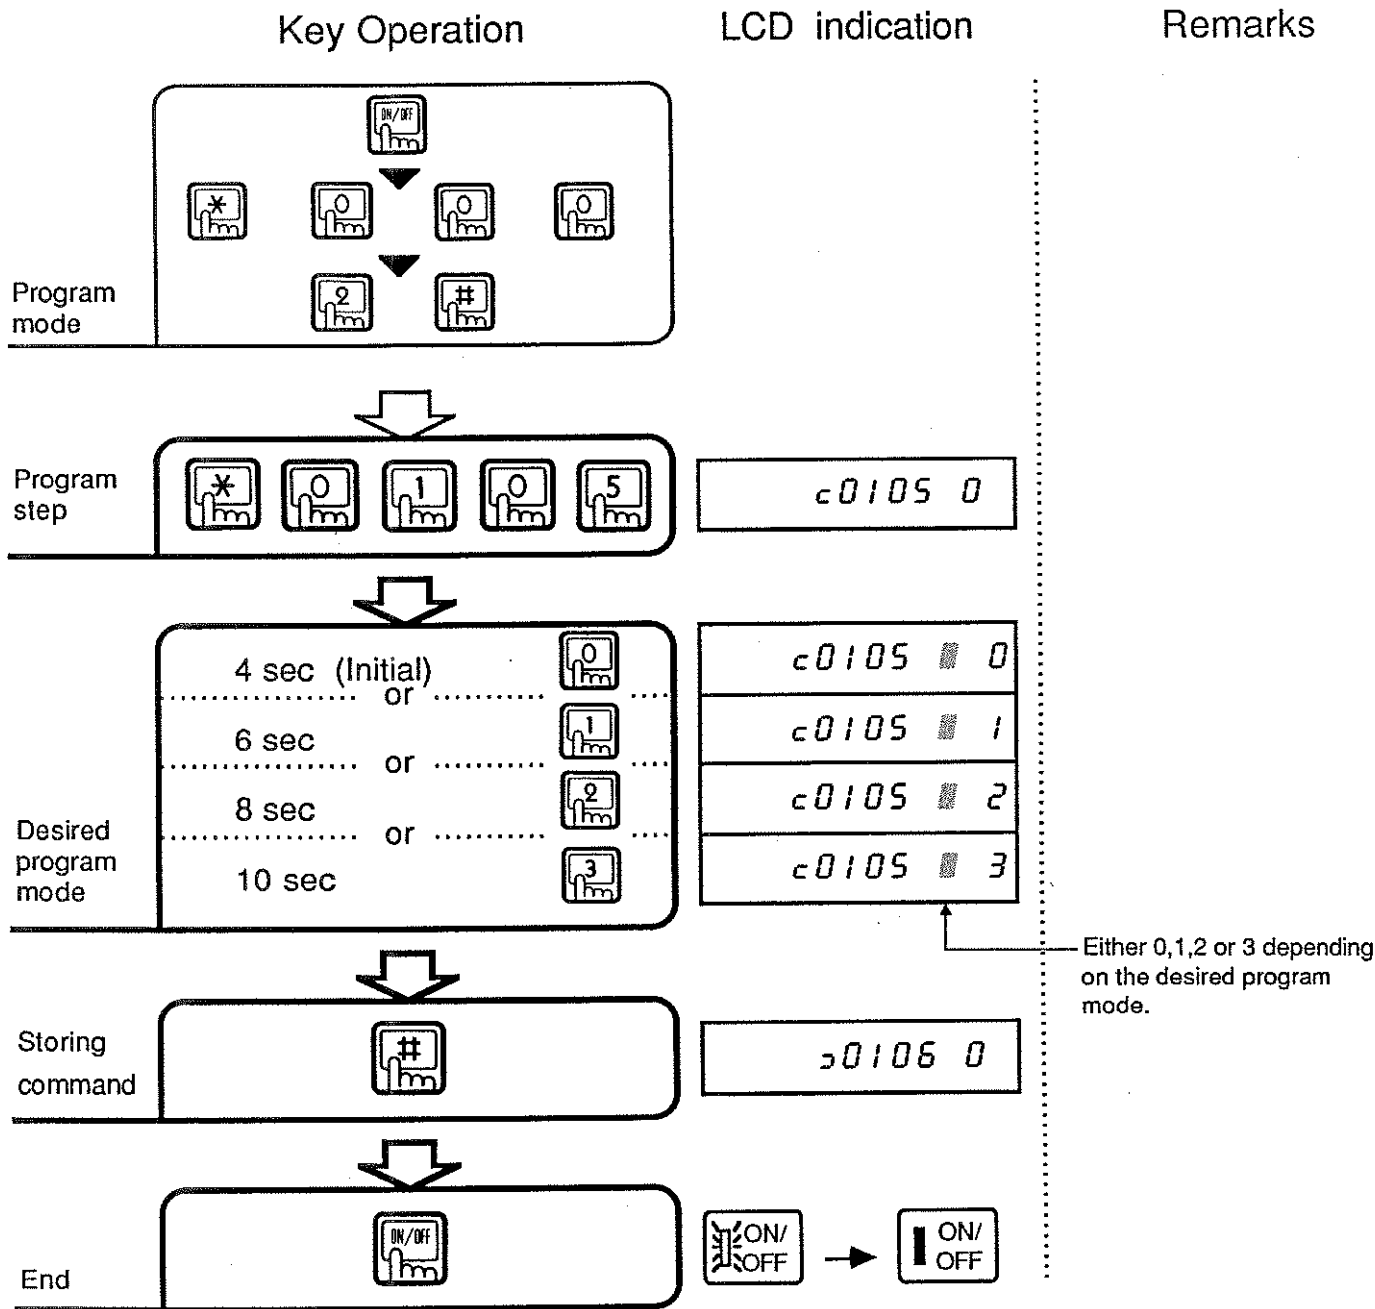 Key Operation LCD indication Remarks
ON/OFF
* 0 0 0
2 #
Program
mode
Program
step
* 0 1 0 5
c0105 0
4 sec (Initial) 0
c0105 0
or
6 sec 1
c0105 1
or
8 sec 2
c0105 2
or
10 sec 3
c0105 3
Desired
program
mode
Either 0,1,2 or 3 depending
on the desired program
mode.
Storing
command
#
ɔ0106 0
End
ON/OFF
ON/
OFF
ON/
OFF